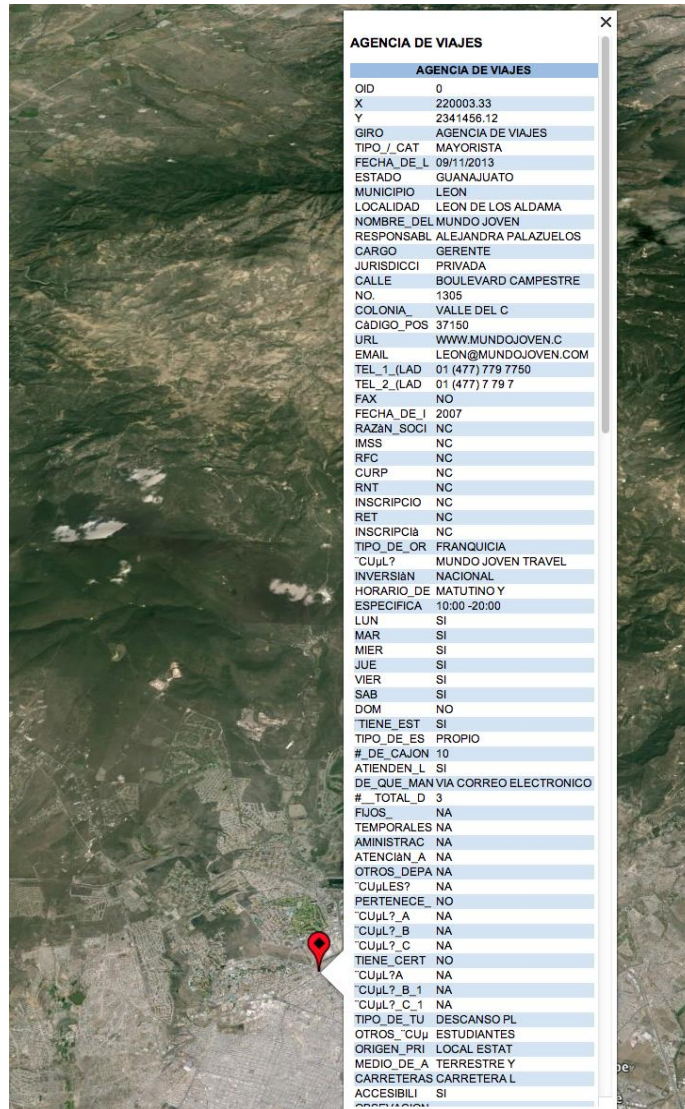 AGENCIA DE VIAJES
AGENCIA DE VIAJES
OID 0
X 220003.33
Y 2341456.12
GIRO AGENCIA DE VIAJES
TIPO_/_CAT MAYORISTA
FECHA_DE_L 09/11/2013
ESTADO GUANAJUATO
MUNICIPIO LEON
LOCALIDAD LEON DE LOS ALDAMA
NOMBRE_DEL MUNDO JOVEN
RESPONSABL ALEJANDRA PALAZUELOS
CARGO GERENTE
JURISDICCI PRIVADA
CALLE BOULEVARD CAMPESTRE
NO. 1305
COLONIA_ VALLE DEL C
CàDIGO_POS 37150
URL WWW.MUNDOJOVEN.C
EMAIL LEON@MUNDOJOVEN.COM
TEL_1_(LAD 01 (477) 779 7750
TEL_2_(LAD 01 (477) 7 79 7
FAX NO
FECHA_DE_I 2007
RAZàN_SOCI NC
IMSS NC
RFC NC
CURP NC
RNT NC
INSCRIPCIO NC
RET NC
INSCRIPCIà NC
TIPO_DE_OR FRANQUICIA
¨CUµL? MUNDO JOVEN TRAVEL
INVERSIàN NACIONAL
HORARIO_DE MATUTINO Y
ESPECIFICA 10:00 -20:00
LUN SI
MAR SI
MIER SI
JUE SI
VIER SI
SAB SI
DOM NO
¨TIENE_EST SI
TIPO_DE_ES PROPIO
#_DE_CAJON 10
ATIENDEN_L SI
DE_QUE_MAN VIA CORREO ELECTRONICO
#__TOTAL_D 3
FIJOS_ NA
TEMPORALES NA
AMINISTRAC NA
ATENCIàN_A NA
OTROS_DEPA NA
¨CUµLES? NA
PERTENECE_ NO
¨CUµL?_A NA
¨CUµL?_B NA
¨CUµL?_C NA
TIENE_CERT NO
¨CUµL?A NA
¨CUµL?_B_1 NA
¨CUµL?_C_1 NA
TIPO_DE_TU DESCANSO PL
OTROS_¨CUµ ESTUDIANTES
ORIGEN_PRI LOCAL ESTAT
MEDIO_DE_A TERRESTRE Y
CARRETERAS CARRETERA L
ACCESIBILI SI